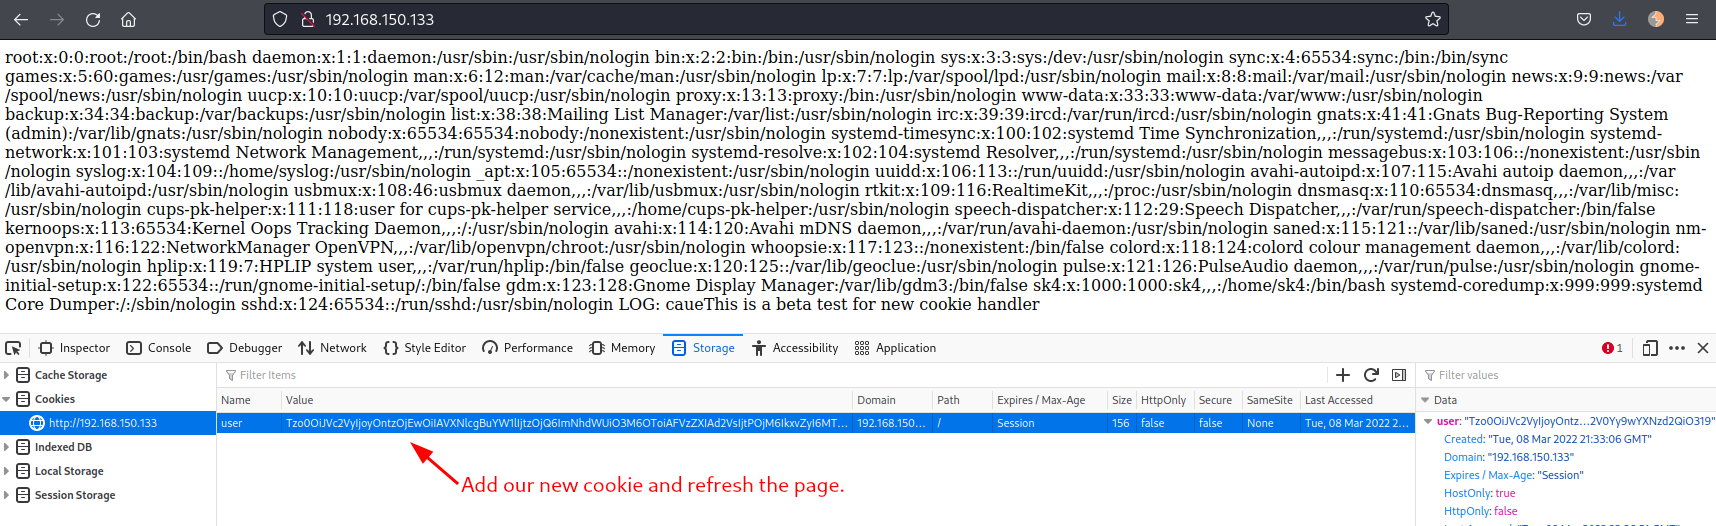 192.168.150.133
root:x:0:0:root:/root:/bin/bash daemon:x:1:1:daemon:/usr/sbin:/usr/sbin/nologin bin:x:2:2:bin:/bin:/usr/sbin/nologin sys:x:3:3:sys:/dev:/usr/sbin/nologin sync:x:4:65534:sync:/bin:/bin/sync
games:x:5:60:games:/usr/games:/usr/sbin/nologin man:x:6:12:man:/var/cache/man:/usr/sbin/nologin lp:x:7:7:lp:/var/spool/lpd:/usr/sbin/nologin mail:x:8:8:mail:/var/mail:/usr/sbin/nologin news:x:9:9:news:/var
/spool/news:/usr/sbin/nologin uucp:x:10:10:uucp:/var/spool/uucp:/usr/sbin/nologin proxy:x:13:13:proxy:/bin:/usr/sbin/nologin www-data:x:33:33:www-data:/var/www:/usr/sbin/nologin
backup:x:34:34:backup:/var/backups:/usr/sbin/nologin list:x:38:38:Mailing List Manager:/var/list:/usr/sbin/nologin irc:x:39:39:ircd:/var/run/ircd:/usr/sbin/nologin gnats:x:41:41:Gnats Bug-Reporting System
(admin):/var/lib/gnats:/usr/sbin/nologin nobody:x:65534:65534:nobody:/nonexistent:/usr/sbin/nologin systemd-timesync:x:100:102:systemd Time Synchronization,,,:/run/systemd:/usr/sbin/nologin systemd-
network:x:101:103:systemd Network Management,,,:/run/systemd:/usr/sbin/nologin systemd-resolve:x:102:104:systemd Resolver,,,:/run/systemd:/usr/sbin/nologin messagebus:x:103:106::/nonexistent:/usr/sbin
/nologin syslog:x:104:109::/home/syslog:/usr/sbin/nologin _apt:x:105:65534::/nonexistent:/usr/sbin/nologin uuidd:x:106:113::/run/uuidd:/usr/sbin/nologin avahi-autoipd:x:107:115:Avahi autoip daemon,,,:/var
/lib/avahi-autoipd:/usr/sbin/nologin usbmux:x:108:46:usbmux daemon,,,:/var/lib/usbmux:/usr/sbin/nologin rtkit:x:109:116:RealtimeKit,,,:/proc:/usr/sbin/nologin dnsmasq:x:110:65534:dnsmasq,,,:/var/lib/misc:
/usr/sbin/nologin cups-pk-helper:x:111:118:user for cups-pk-helper service,,,:/home/cups-pk-helper:/usr/sbin/nologin speech-dispatcher:x:112:29:Speech Dispatcher,,,:/var/run/speech-dispatcher:/bin/false
kernoops:x:113:65534:Kernel Oops Tracking Daemon,,,:/:/usr/sbin/nologin avahi:x:114:120:Avahi mDNS daemon,,,:/var/run/avahi-daemon:/usr/sbin/nologin saned:x:115:121::/var/lib/saned:/usr/sbin/nologin nm-
openvpn:x:116:122:NetworkManager OpenVPN,,,:/var/lib/openvpn/chroot:/usr/sbin/nologin whoopsie:x:117:123::/nonexistent:/bin/false colord:x:118:124:colord colour management daemon,,,:/var/lib/colord:
/usr/sbin/nologin hplip:x:119:7:HPLIP system user,,,:/var/run/hplip:/bin/false geoclue:x:120:125::/var/lib/geoclue:/usr/sbin/nologin pulse:x:121:126:PulseAudio daemon,,,:/var/run/pulse:/usr/sbin/nologin gnome-
initial-setup:x:122:65534::/run/gnome-initial-setup/:/bin/false gdm:x:123:128:Gnome Display Manager:/var/lib/gdm3:/bin/false sk4:x:1000:1000:sk4,,,:/home/sk4:/bin/bash systemd-coredump:x:999:999:systemd
Core Dumper:/:/sbin/nologin sshd:x:124:65534::/run/sshd:/usr/sbin/nologin LOG: caueThis is a beta test for new cookie handler
Inspector Console Debugger Network Style Editor Performance Memory Storage Accessibility Application 1
Cache Storage
Cookies
http://192.168.150.133
Indexed DB
Local Storage
Session Storage
Filter Items
Name Value Domain Path Expires / Max-Age Size HttpOnly Secure SameSite Last Accessed
user 192.168.150... / Session 156 false false None Tue, 08 Mar 2022 2...
Add our new cookie and refresh the page.
Filter values
Data
user: "Tzo0OiJVc2VyIjoyOntz...2V0Yy9wYXNzd2QiO319"
Created: "Tue, 08 Mar 2022 21:33:06 GMT"
Domain: "192.168.150.133"
Expires / Max-Age: "Session"
HostOnly: true
HttpOnly: false